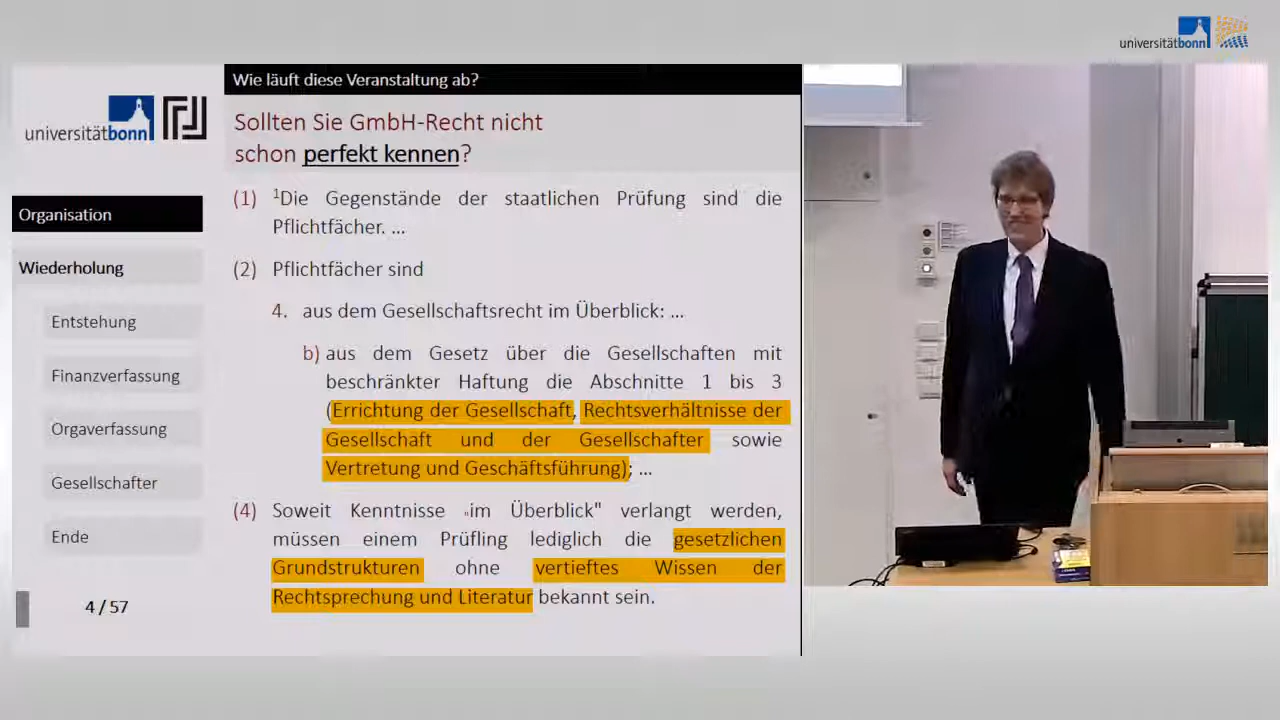 universitätbonn
Wie läuft diese Veranstaltung ab?
universitätbonn
Sollten Sie GmbH-Recht nicht
schon perfekt kennen?
Organisation
Wiederholung
Entstehung
Finanzverfassung
Orgaverfassung
Gesellschafter
Ende
4 / 57
(1) ¹Die Gegenstände der staatlichen Prüfung sind die
Pflichtfächer. ...
(2) Pflichtfächer sind
4. aus dem Gesellschaftsrecht im Überblick: ...
b) aus dem Gesetz über die Gesellschaften mit
beschränkter Haftung die Abschnitte 1 bis 3
(Errichtung der Gesellschaft, Rechtsverhältnisse der
Gesellschaft und der Gesellschafter sowie
Vertretung und Geschäftsführung); ...
(4) Soweit Kenntnisse „im Überblick" verlangt werden,
müssen einem Prüfling lediglich die gesetzlichen
Grundstrukturen ohne vertieftes Wissen der
Rechtsprechung und Literatur bekannt sein.